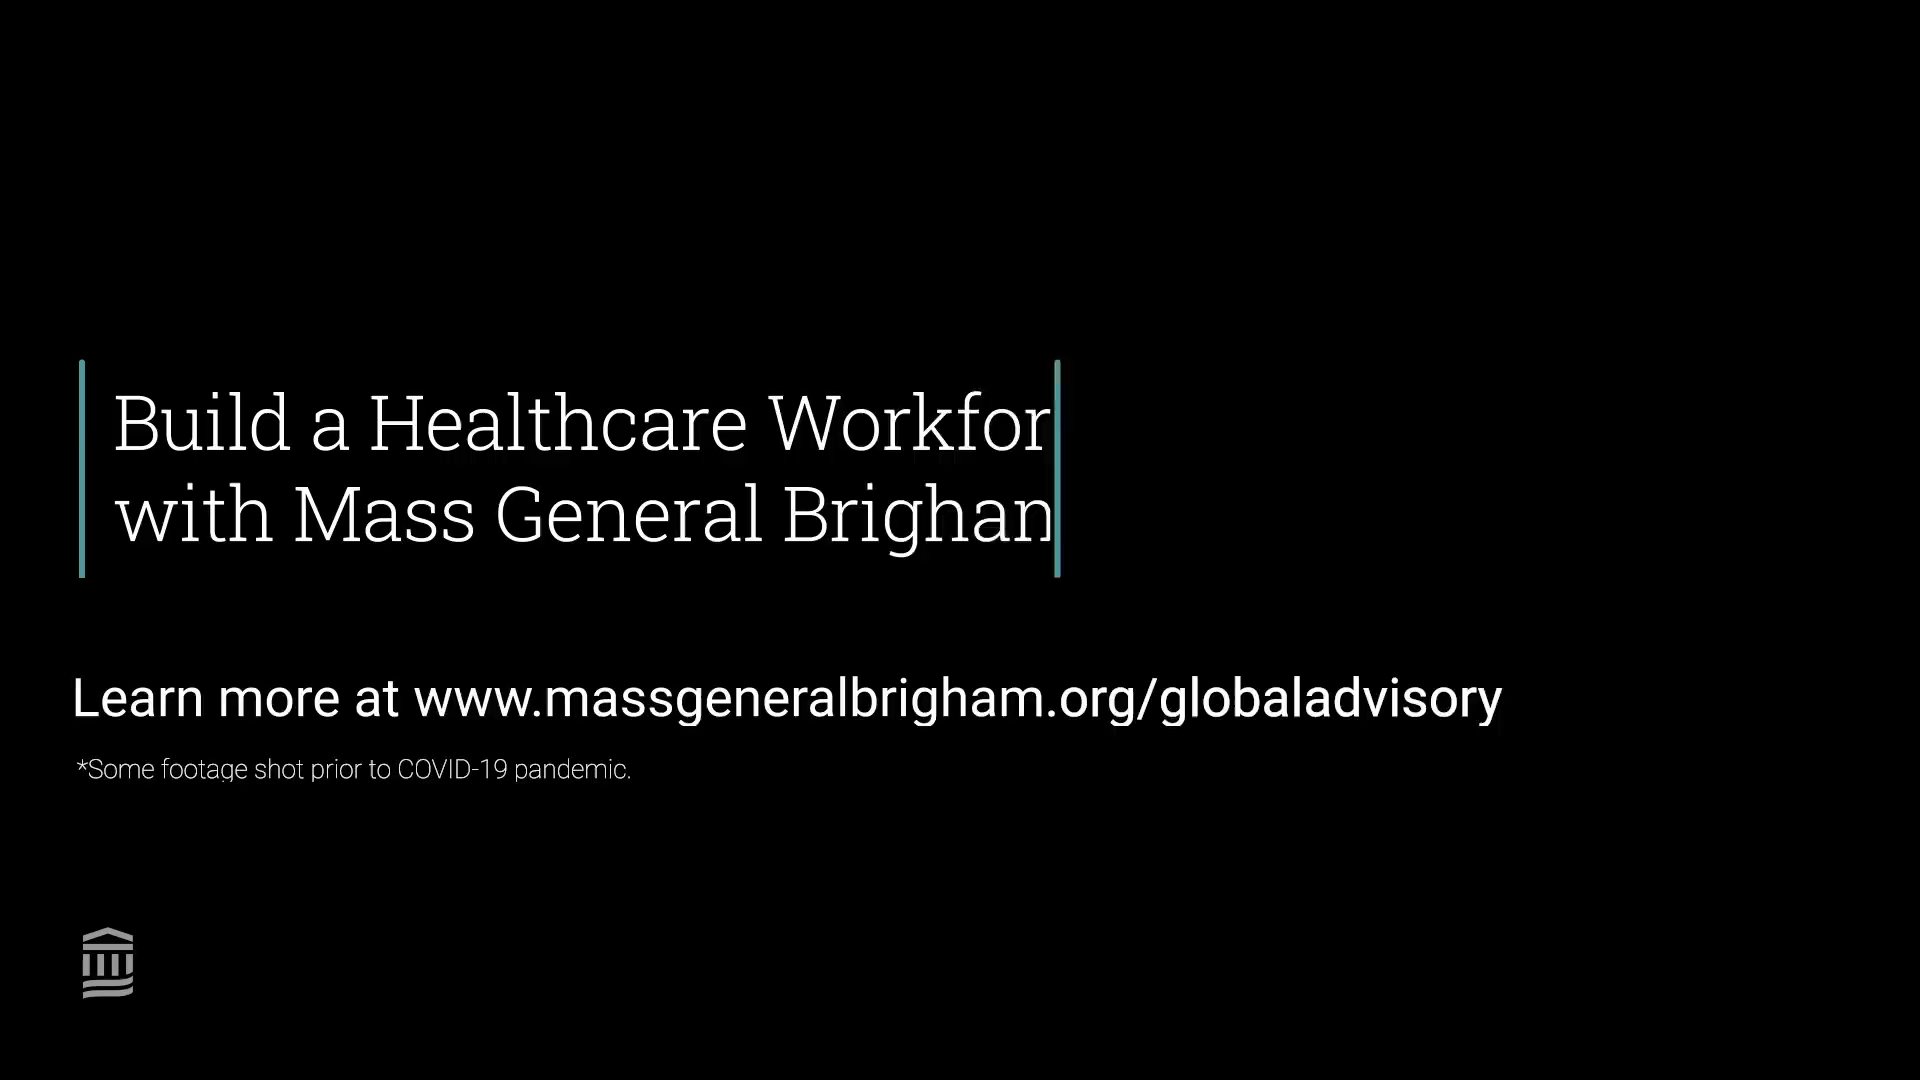 Build a Healthcare Workfor
with Mass General Brighan
Learn more at www.massgeneralbrigham.org/globaladvisory
*Some footage shot prior to COVID-19 pandemic.